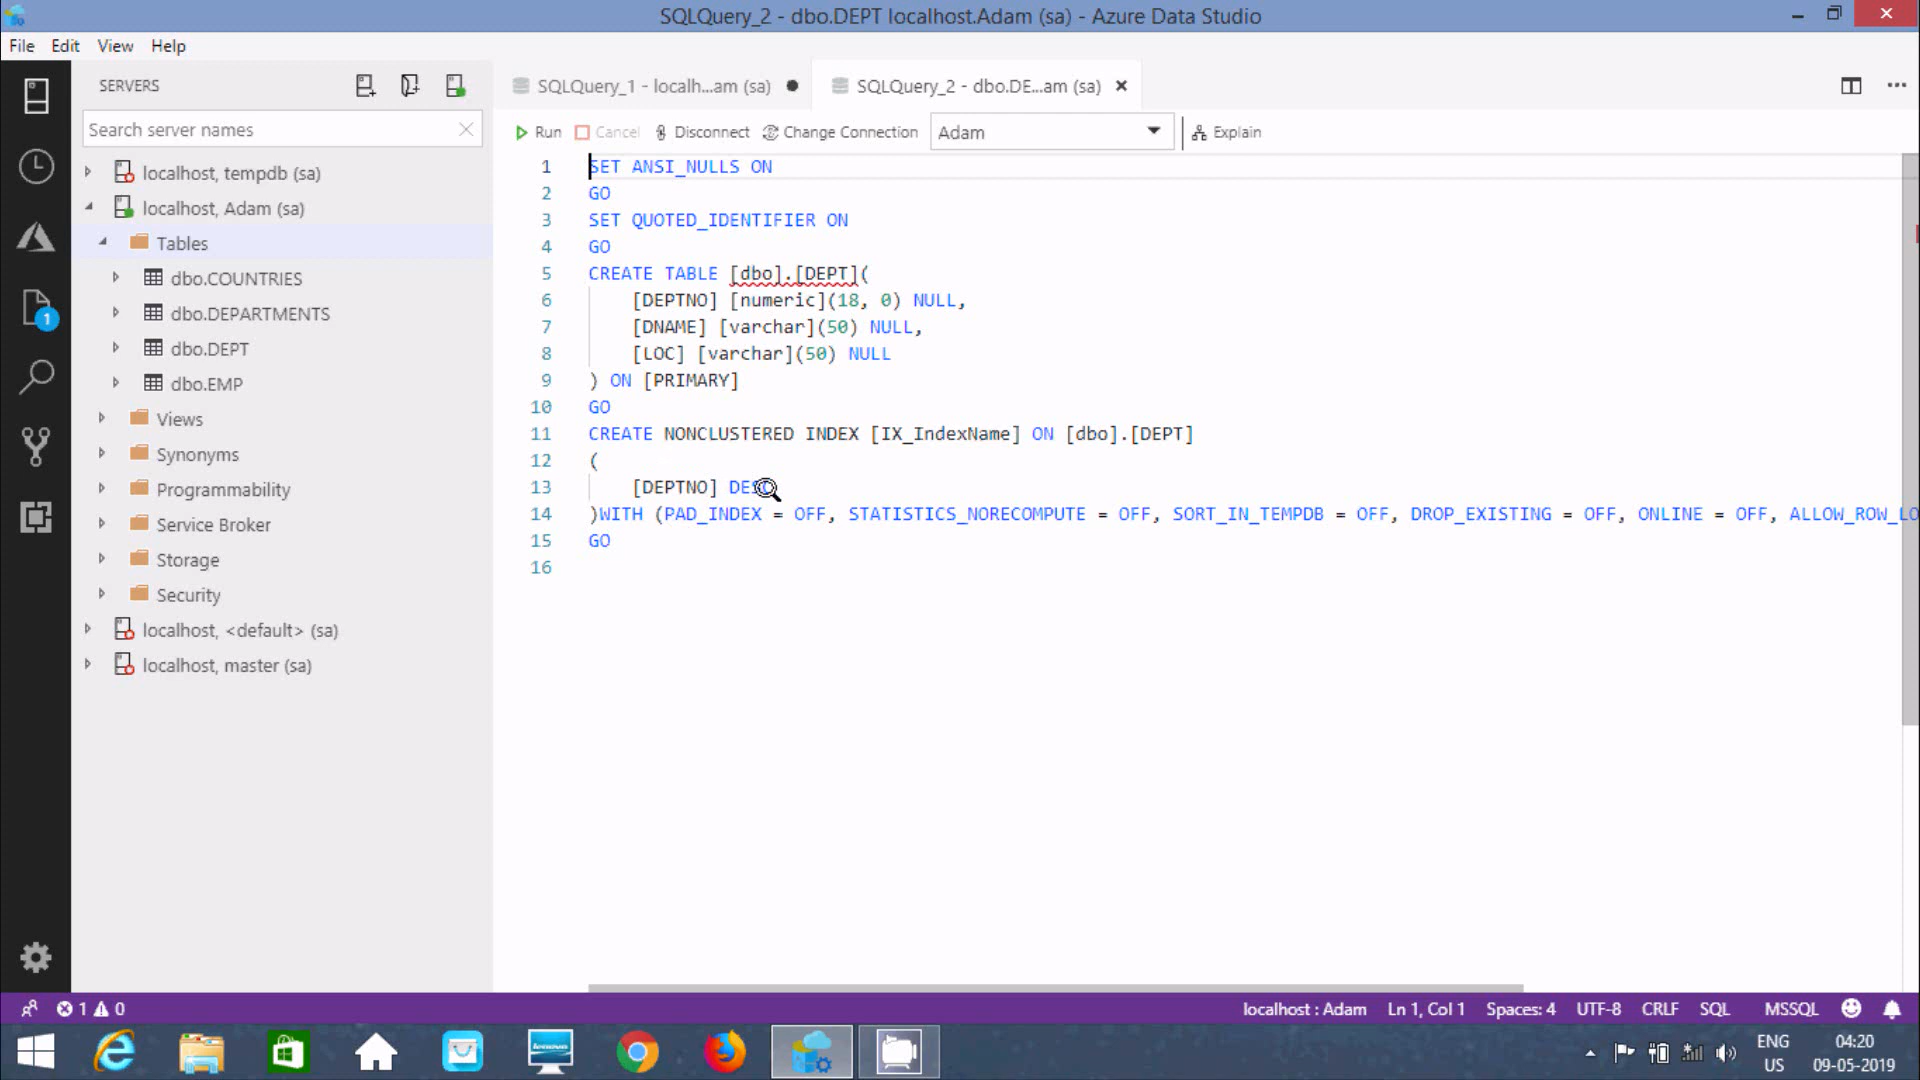 SQLQuery_2 - dbo.DEPT localhost.Adam (sa) - Azure Data Studio
File Edit View Help
SERVERS
Search server names
localhost, tempdb (sa)
localhost, Adam (sa)
Tables
dbo.COUNTRIES
dbo.DEPARTMENTS
dbo.DEPT
dbo.EMP
Views
Synonyms
Programmability
Service Broker
Storage
Security
localhost, <default> (sa)
localhost, master (sa)
1
SQLQuery_1 - localh...am (sa) SQLQuery_2 - dbo.DE...am (sa)
Run Cancel Disconnect Change Connection Adam Explain
1 SET ANSI_NULLS ON
2 GO
3 SET QUOTED_IDENTIFIER ON
4 GO
5 CREATE TABLE [dbo].[DEPT](
6 [DEPTNO] [numeric](18, 0) NULL,
7 [DNAME] [varchar](50) NULL,
8 [LOC] [varchar](50) NULL
9 ) ON [PRIMARY]
10 GO
11 CREATE NONCLUSTERED INDEX [IX_IndexName] ON [dbo].[DEPT]
12 (
13 [DEPTNO] DESC
14 )WITH (PAD_INDEX = OFF, STATISTICS_NORECOMPUTE = OFF, SORT_IN_TEMPDB = OFF, DROP_EXISTING = OFF, ONLINE = OFF, ALLOW_ROW_LO
15 GO
16
1 0 localhost : Adam Ln 1, Col 1 Spaces: 4 UTF-8 CRLF SQL MSSQL
lenovo
ENG 04:20
US 09-05-2019